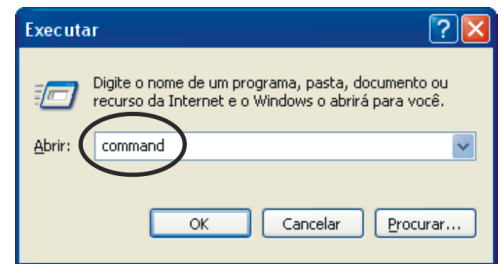 Executar
Digite o nome de um programa, pasta, documento ou
recurso da Internet e o Windows o abrirá para você.
Abrir: command
OK Cancelar Procurar...